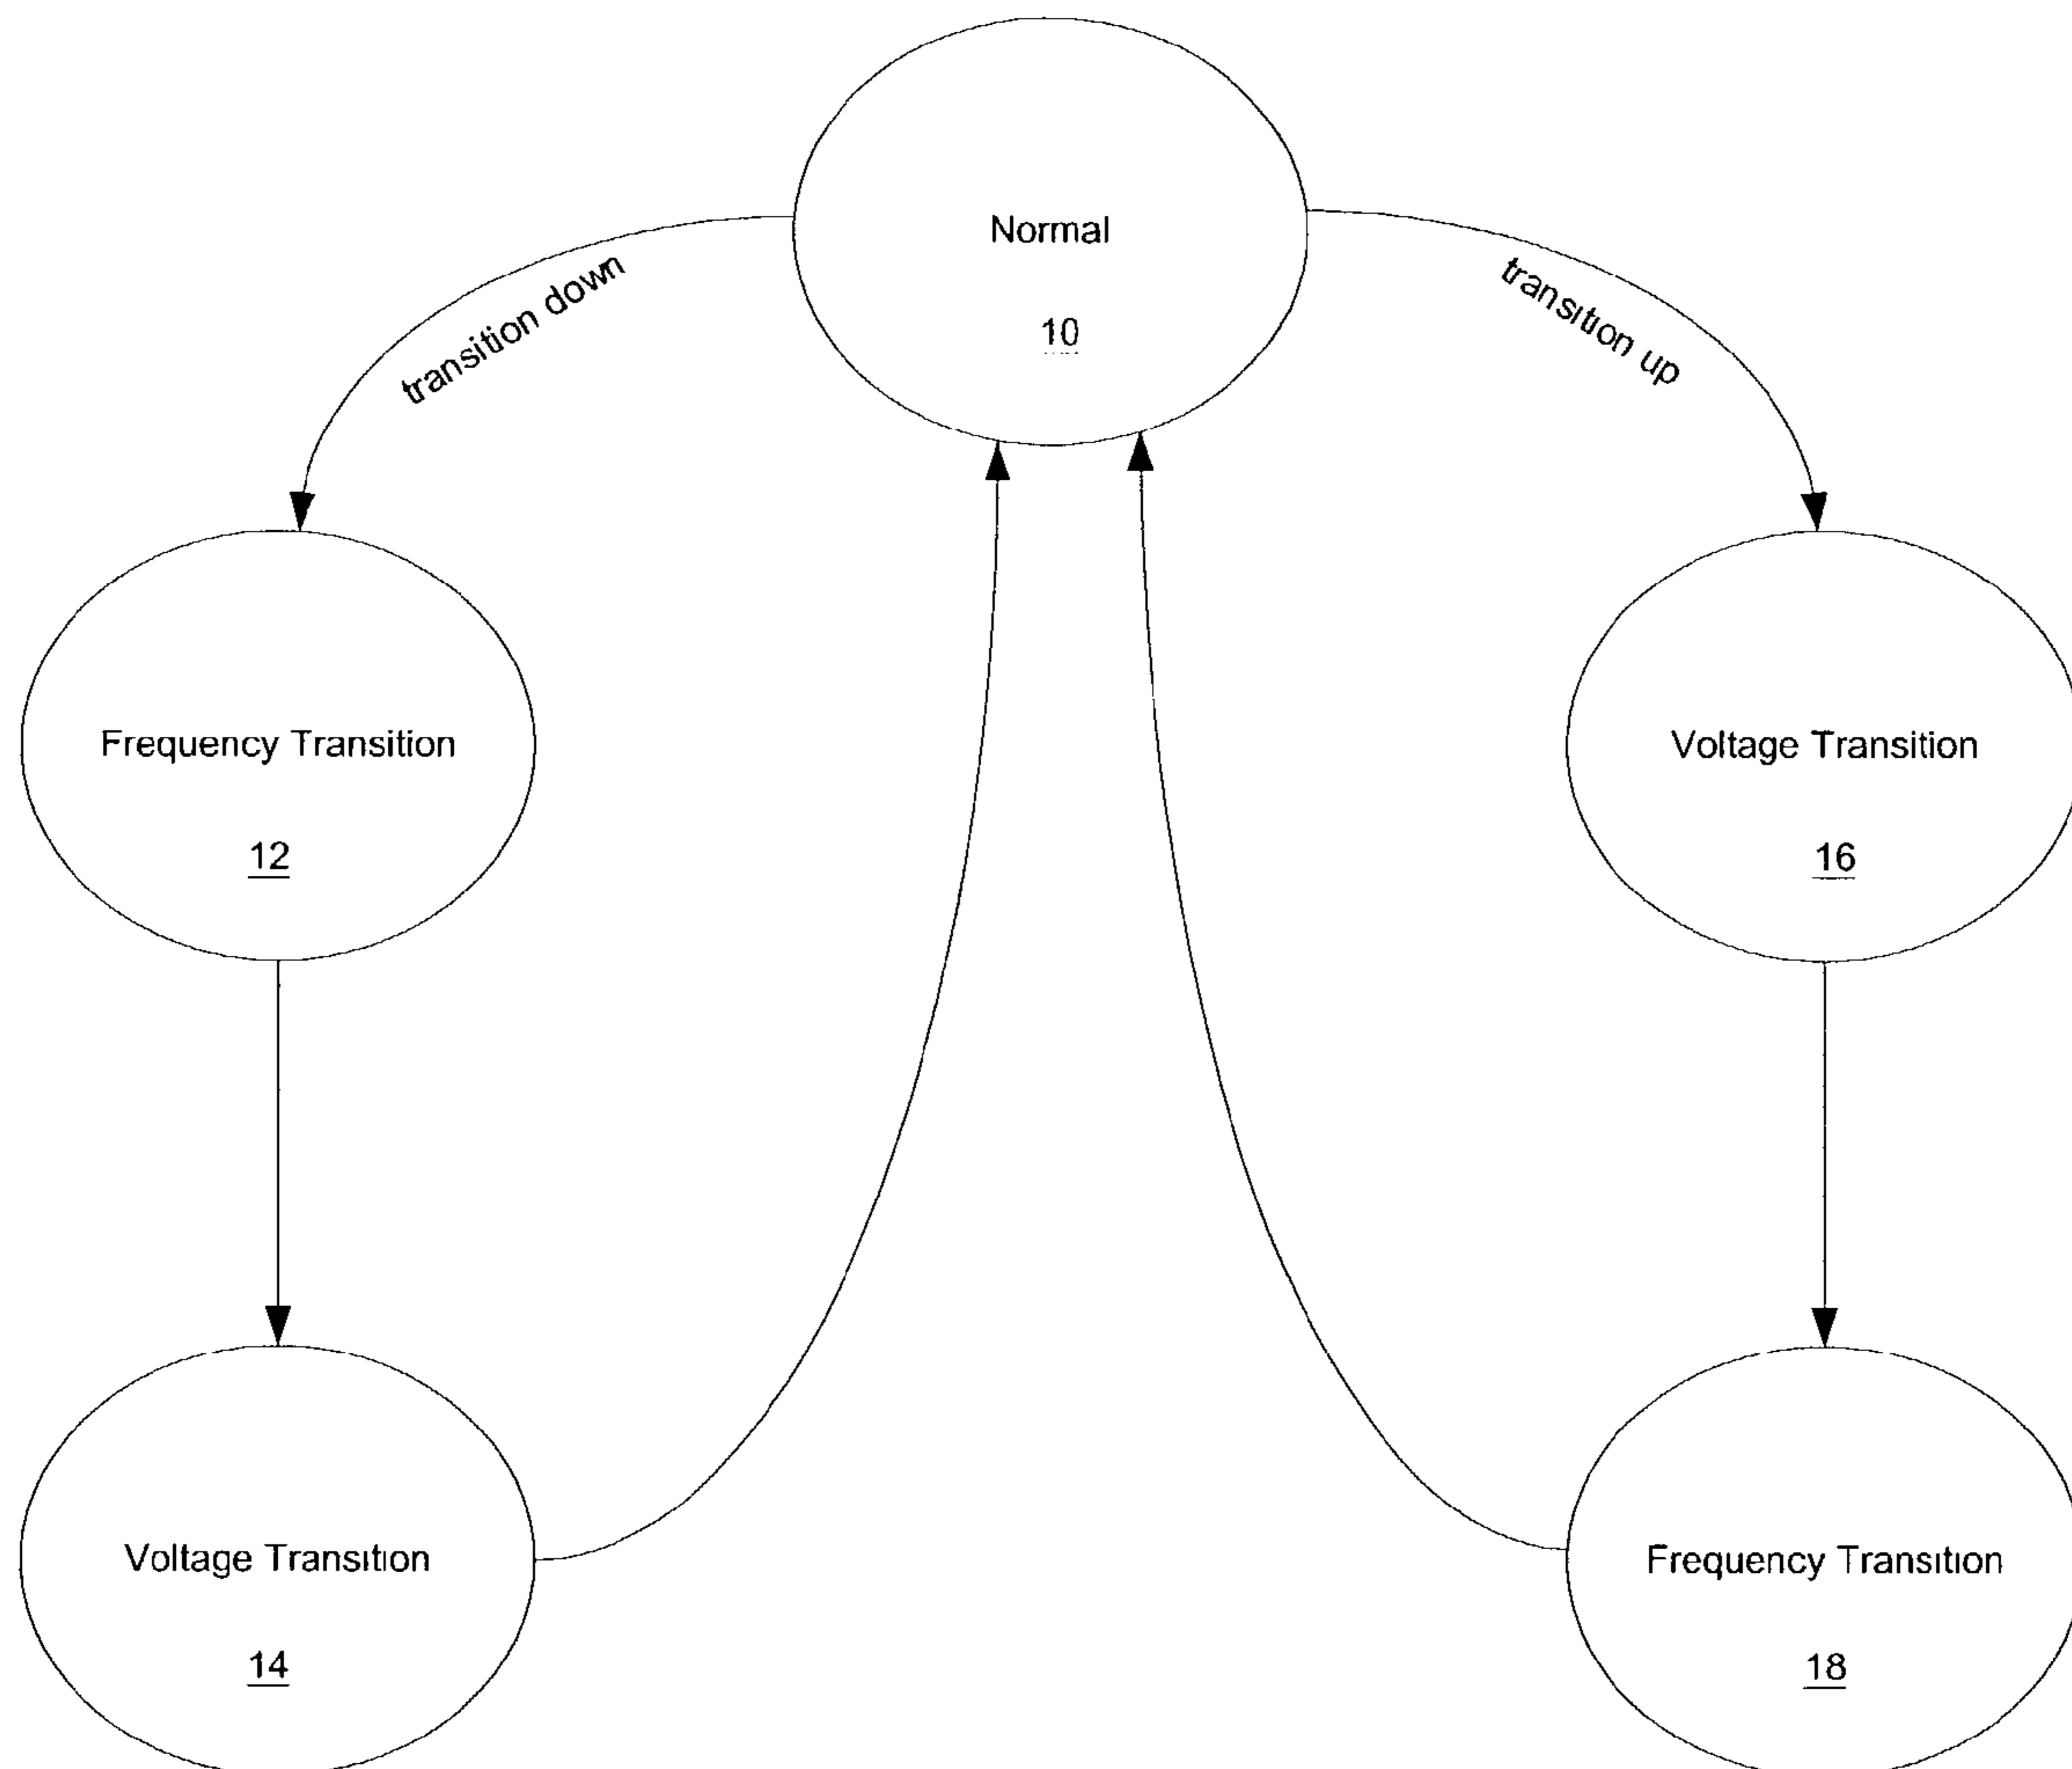 Normal
10
transition down
transition up
Frequency Transition
12
Voltage Transition
16
Voltage Transition
14
Frequency Transition
18